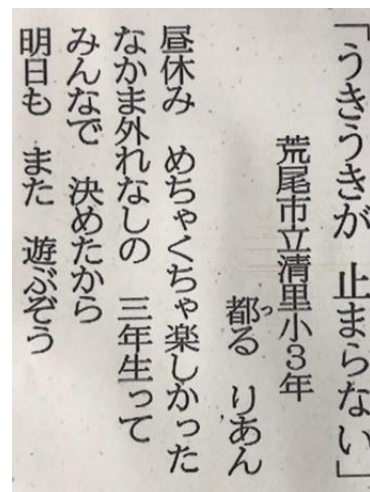 「うきうきが　止まらない」
荒尾市立清里小３年
都る　りあん
っ
昼休み　めちゃくちゃ楽しかった
なかま外れなしの　三年生って
みんなで　決めたから
明日も　また　遊ぶぞう